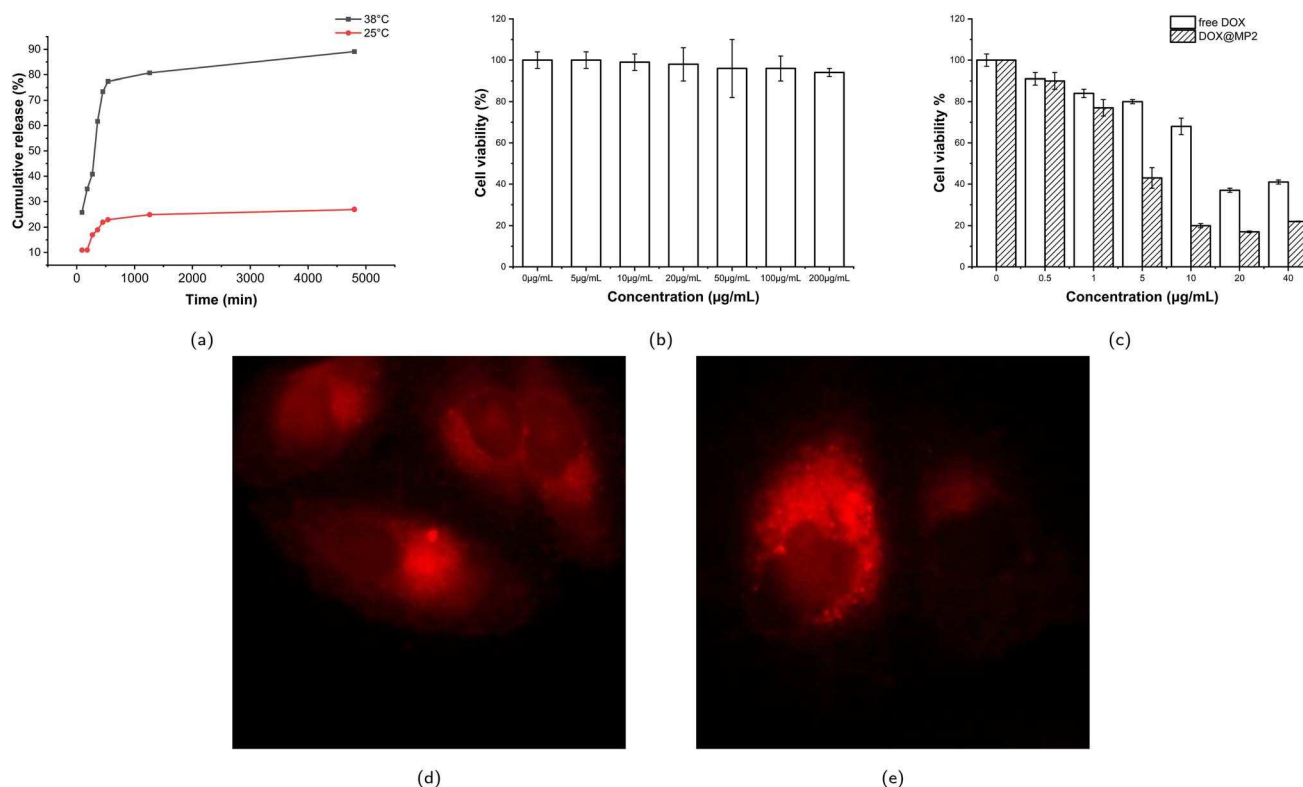 38°C
25°C
90
80
70
60
50
40
30
20
10
Cumulative release (%)
0 1000 2000 3000 4000 5000
Time (min)
(a)
120
100
80
60
40
20
0
Cell viability (%)
0µg/mL 5µg/mL 10µg/mL 20µg/mL 50µg/mL 100µg/mL 200µg/mL
Concentration (µg/mL)
(b)
free DOX
DOX@MP2
120
100
80
60
40
20
0
Cell viability %
0 0.5 1 5 10 20 40
Concentration (µg/mL)
(c)
(d)
(e)